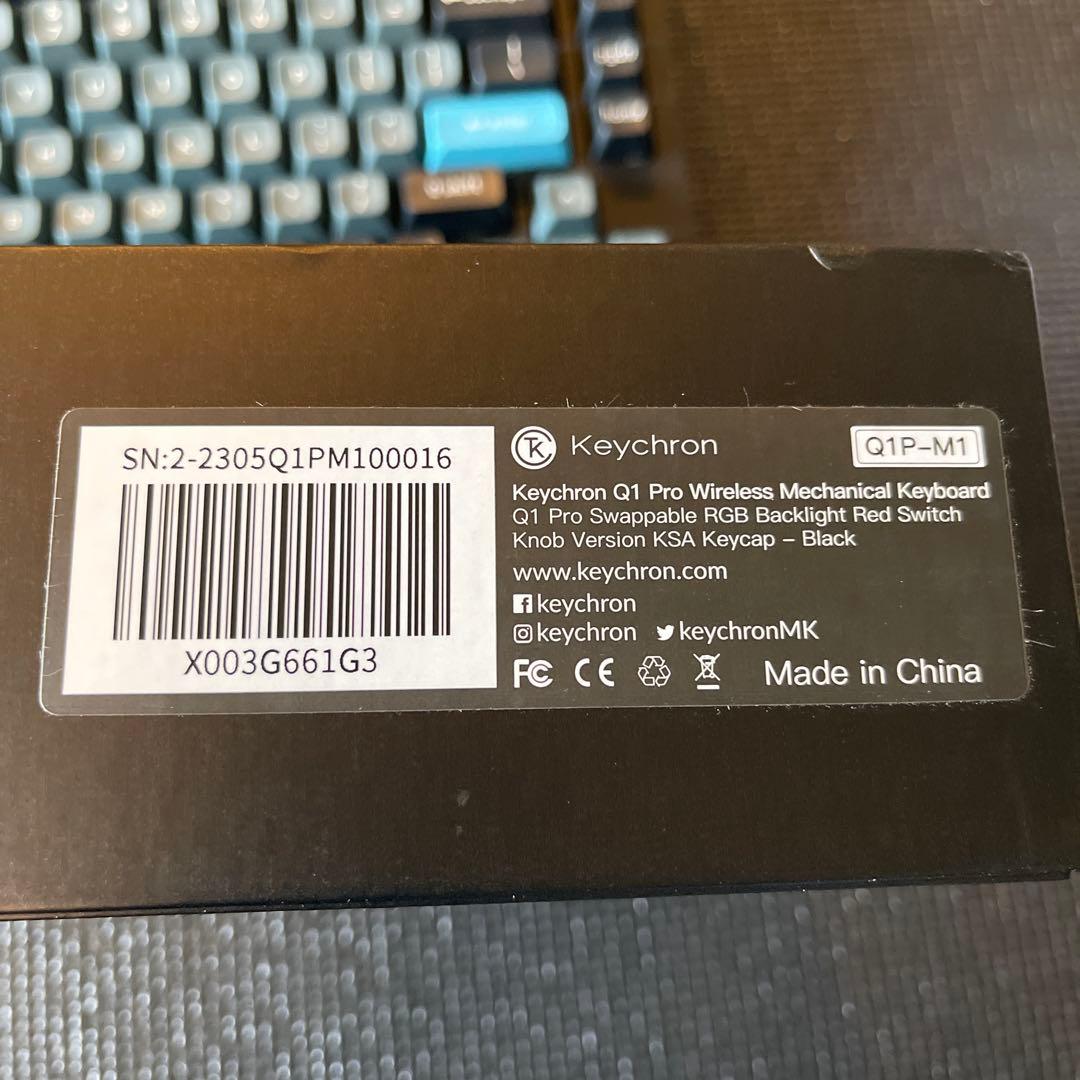 SN:2-2305Q1PM100016
X003G661G3
Keychron
Q1P-M1
Keychron Q1 Pro Wireless Mechanical Keyboard
Q1 Pro Swappable RGB Backlight Red Switch
Knob Version KSA Keycap – Black
www.keychron.com
keychron
keychron keychronMK
FC CE Made in China